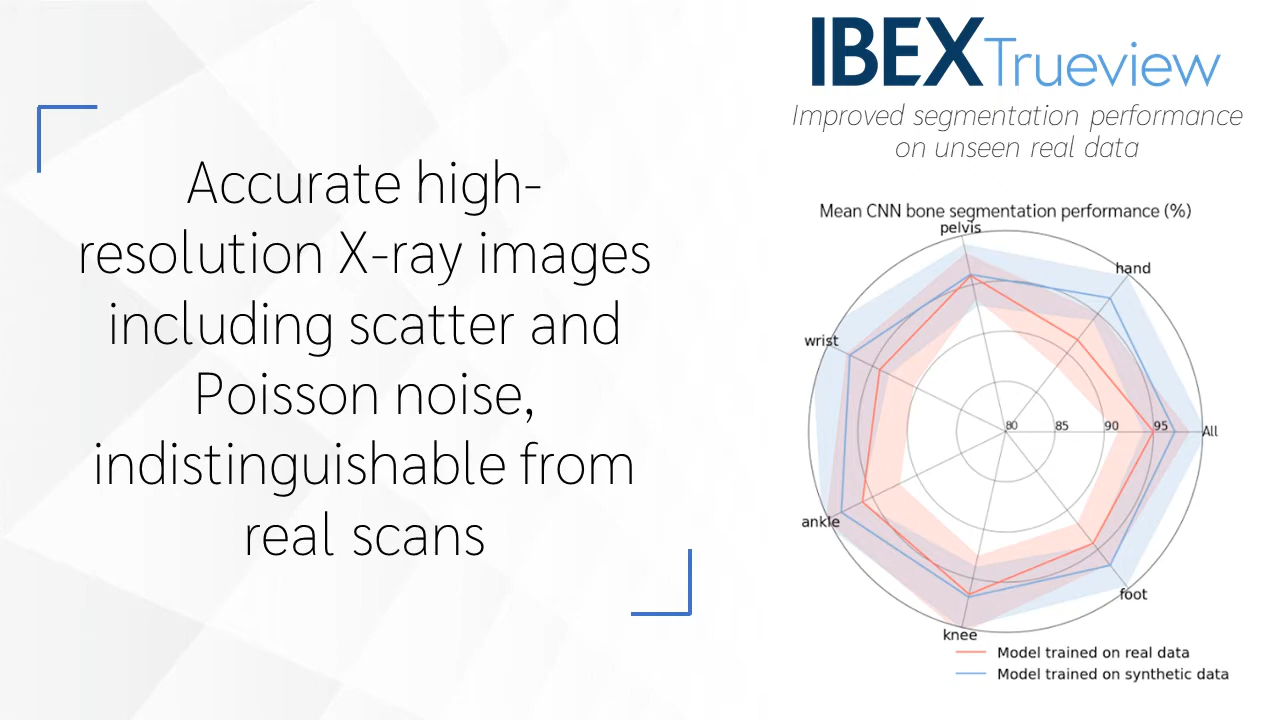 Accurate high-
resolution X-ray images
including scatter and
Poisson noise,
indistinguishable from
real scans
IBEX Trueview
Improved segmentation performance
on unseen real data
Mean CNN bone segmentation performance (%)
pelvis
hand
wrist
80
85
90
95
All
ankle
foot
knee
Model trained on real data
Model trained on synthetic data